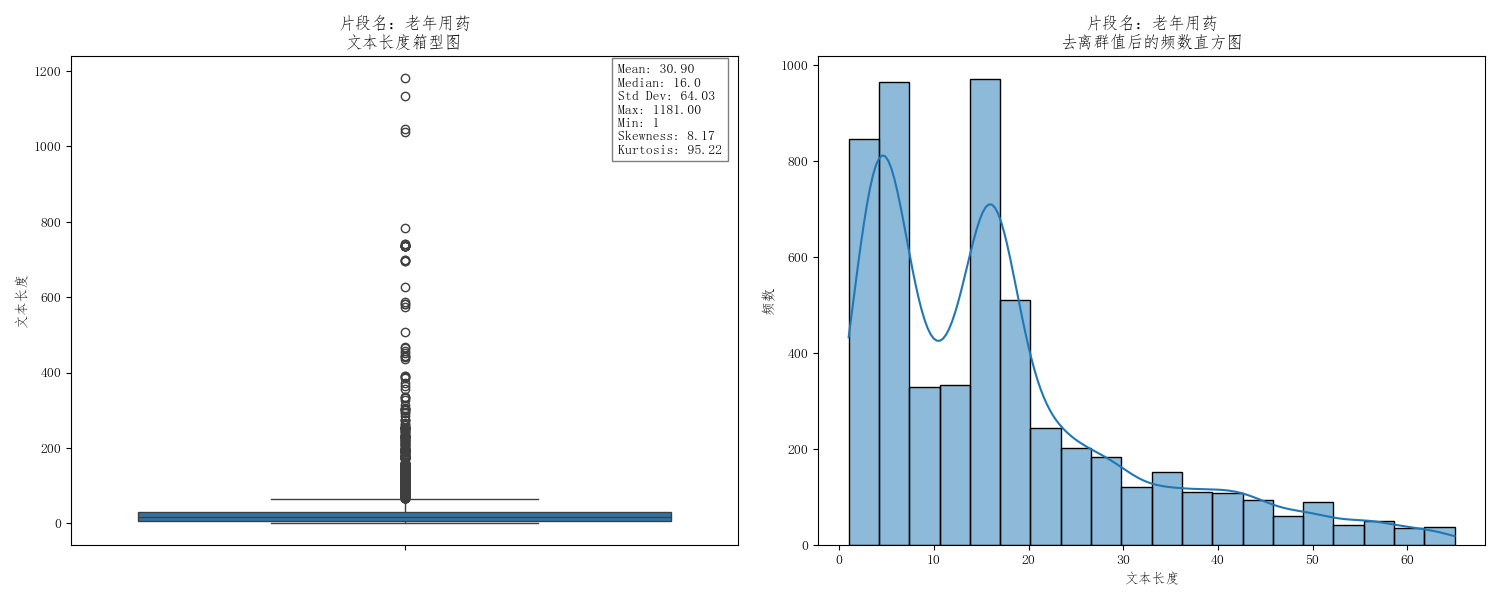 片段名: 老年用药
文本长度箱型图
1200
1000
800
600
400
200
0
文本长度
Mean: 30.90
Median: 16.0
Std Dev: 64.03
Max: 1181.00
Min: 1
Skewness: 8.17
Kurtosis: 95.22
片段名: 老年用药
去离群值后的频数直方图
1000
800
600
400
200
0
频数
0 10 20 30 40 50 60
文本长度